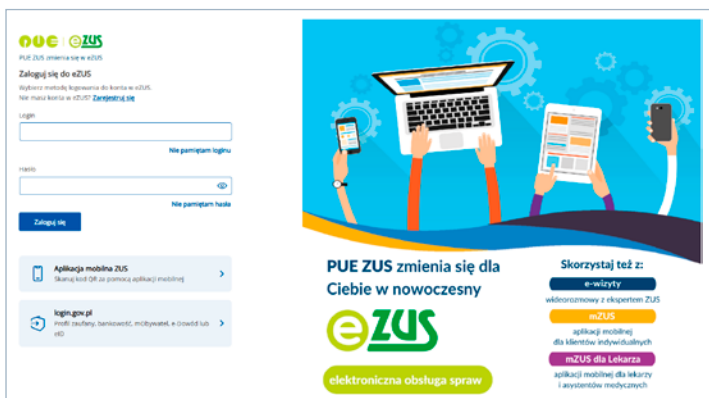 PUE eZUS
PUE ZUS zmienia się w eZUS
Zaloguj się do eZUS
Wybierz metodę logowania do konta w eZUS.
Nie masz konta w eZUS? Zarejestruj się
Login
Nie pamiętam loginu
Hasło
Nie pamiętam hasła
Zaloguj się
Aplikacja mobilna ZUS
Skanuj kod QR za pomocą aplikacji mobilnej
login.gov.pl
Profil zaufany, bankowość, mObywatel, e-Dowód lub
eID
PUE ZUS zmienia się dla
Ciebie w nowoczesny
eZUS
elektroniczna obsługa spraw
Skorzystaj też z:
e-wizyty
wideorozmowy z ekspertem ZUS
mZUS
aplikacji mobilnej
dla klientów indywidualnych
mZUS dla Lekarza
aplikacji mobilnej dla lekarzy
i asystentów medycznych